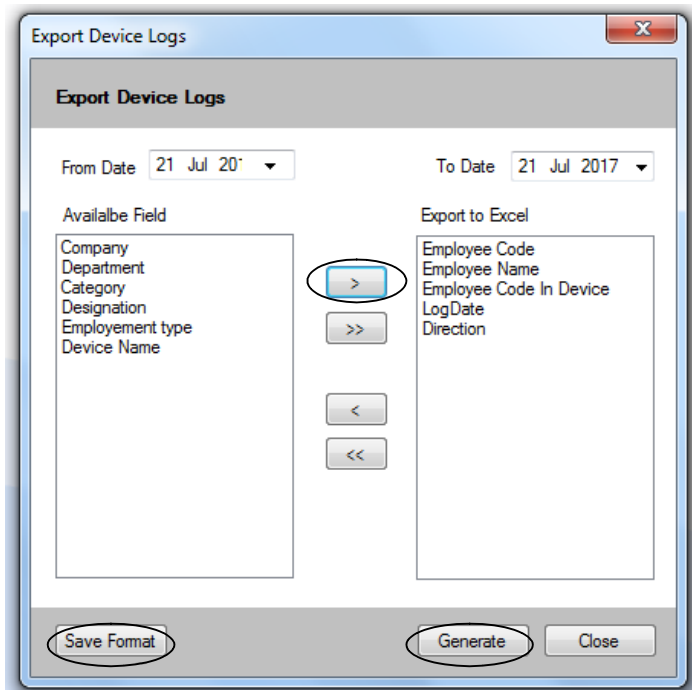 Export Device Logs
Export Device Logs
From Date 21 Jul 201 To Date 21 Jul 2017
Availalbe Field Export to Excel
Company
Department
Category
Designation
Employement type
Device Name
>
>>
<
<<
Employee Code
Employee Name
Employee Code In Device
LogDate
Direction
Save Format Generate Close